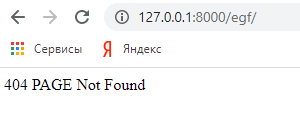 127.0.0.1:8000/egf/
Сервисы Я Яндекс
404 PAGE Not Found